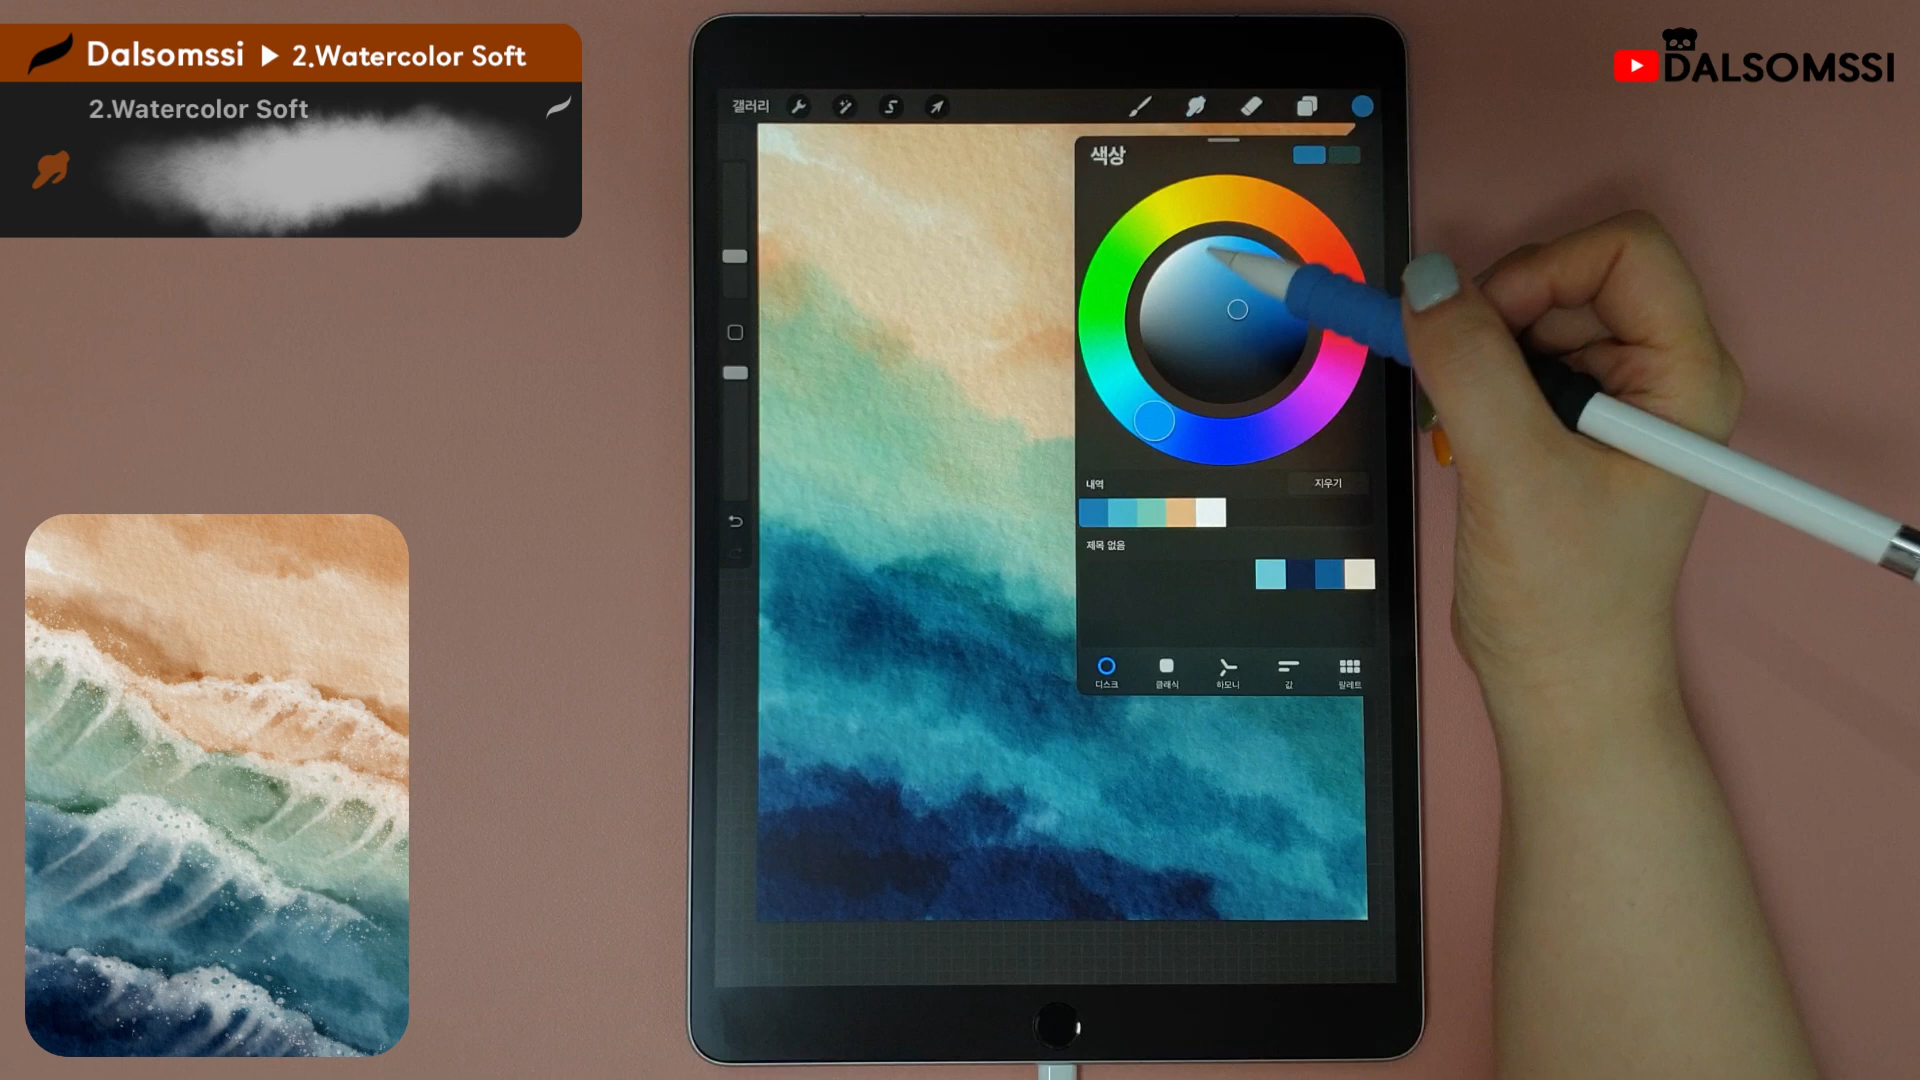 Dalsomssi ▶ 2.Watercolor Soft
2.Watercolor Soft
DALSOMSSI
갤러리
색상
내역
지우기
제목 없음
디스크
클래식
하모니
값
팔레트